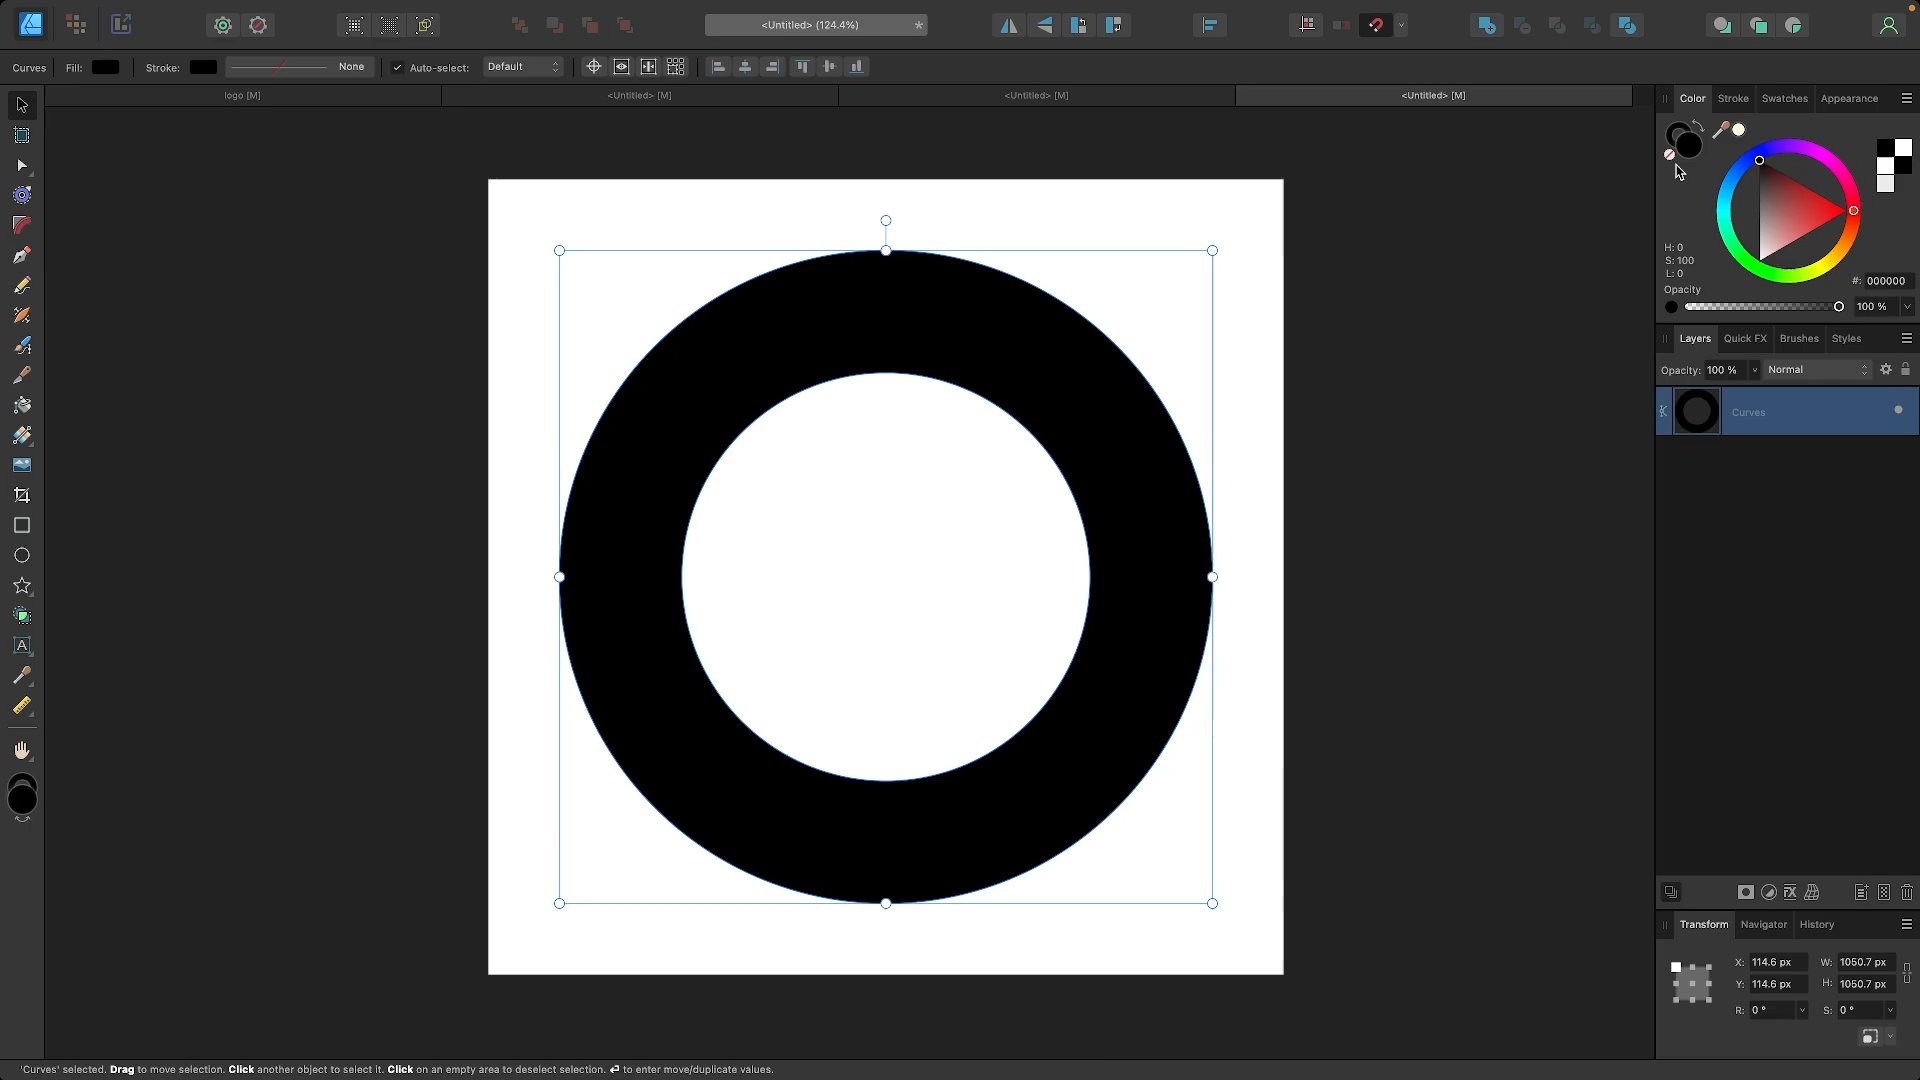 <Untitled> (124.4%)
*
Curves Fill: Stroke: None Auto-select: Default
logo [M] <Untitled> [M] <Untitled> [M] <Untitled> [M]
Color Stroke Swatches Appearance
H: 0
S: 100
L: 0
#: 000000
Opacity
100 %
Layers Quick FX Brushes Styles
Opacity: 100 % Normal
Curves
Transform Navigator History
X: 114.6 px W: 1050.7 px
Y: 114.6 px H: 1050.7 px
R: 0 ° S: 0 °
'Curves' selected. Drag to move selection. Click another object to select it. Click on an empty area to deselect selection. ⏎ to enter move/duplicate values.